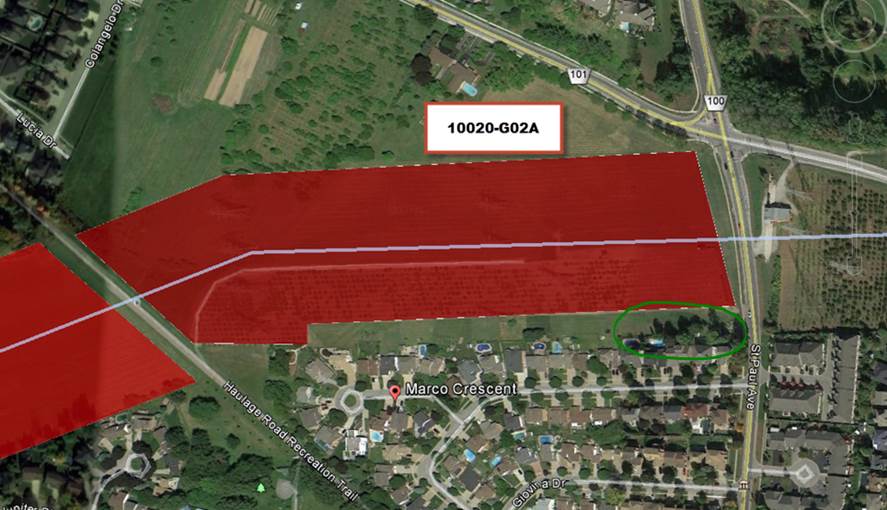 Colangelo Dr
101
100
10020-G02A
Lucia Dr
Marco Crescent
St Paul Ave
Haulage Road Recreation Trail
Giovina Dr